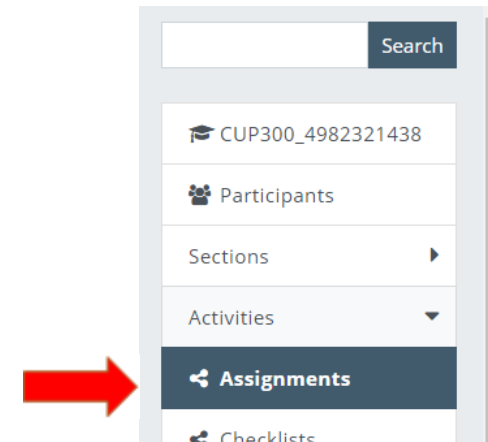 Search
CUP300_4982321438
Participants
Sections
Activities
Assignments
Checklists